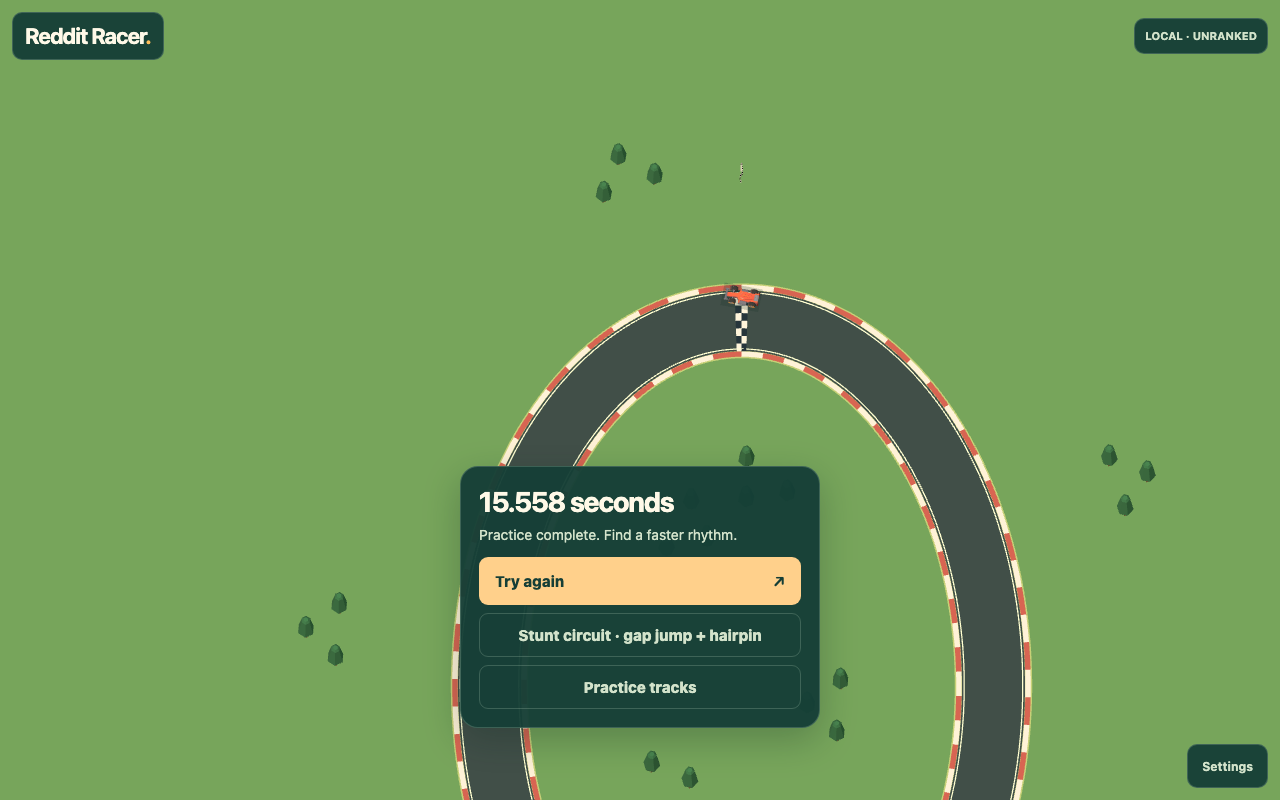 Reddit Racer.
LOCAL · UNRANKED
15.558 seconds
Practice complete. Find a faster rhythm.
Try again
Stunt circuit · gap jump + hairpin
Practice tracks
Settings